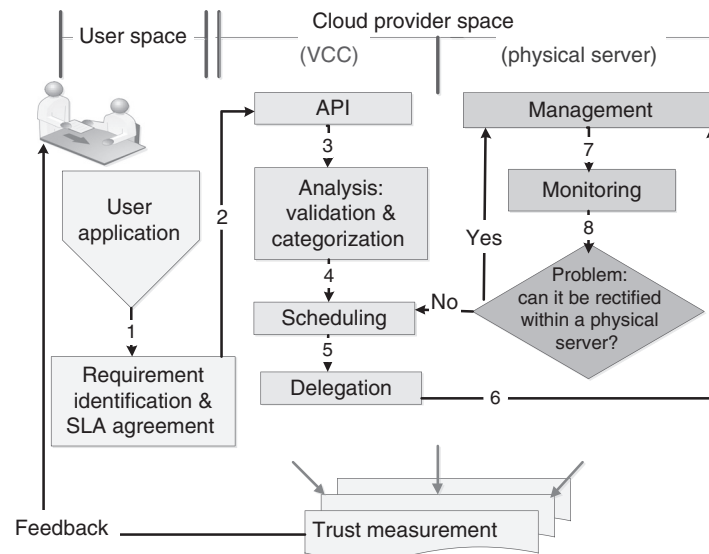 User space
Cloud provider space
(VCC)
(physical server)
API
Management
3
7
User
application
2
Analysis:
validation &
categorization
Monitoring
Yes
8
4
Problem:
can it be rectified
within a physical
server?
No
Scheduling
1
5
Requirement
identification &
SLA agreement
Delegation
6
Feedback
Trust measurement